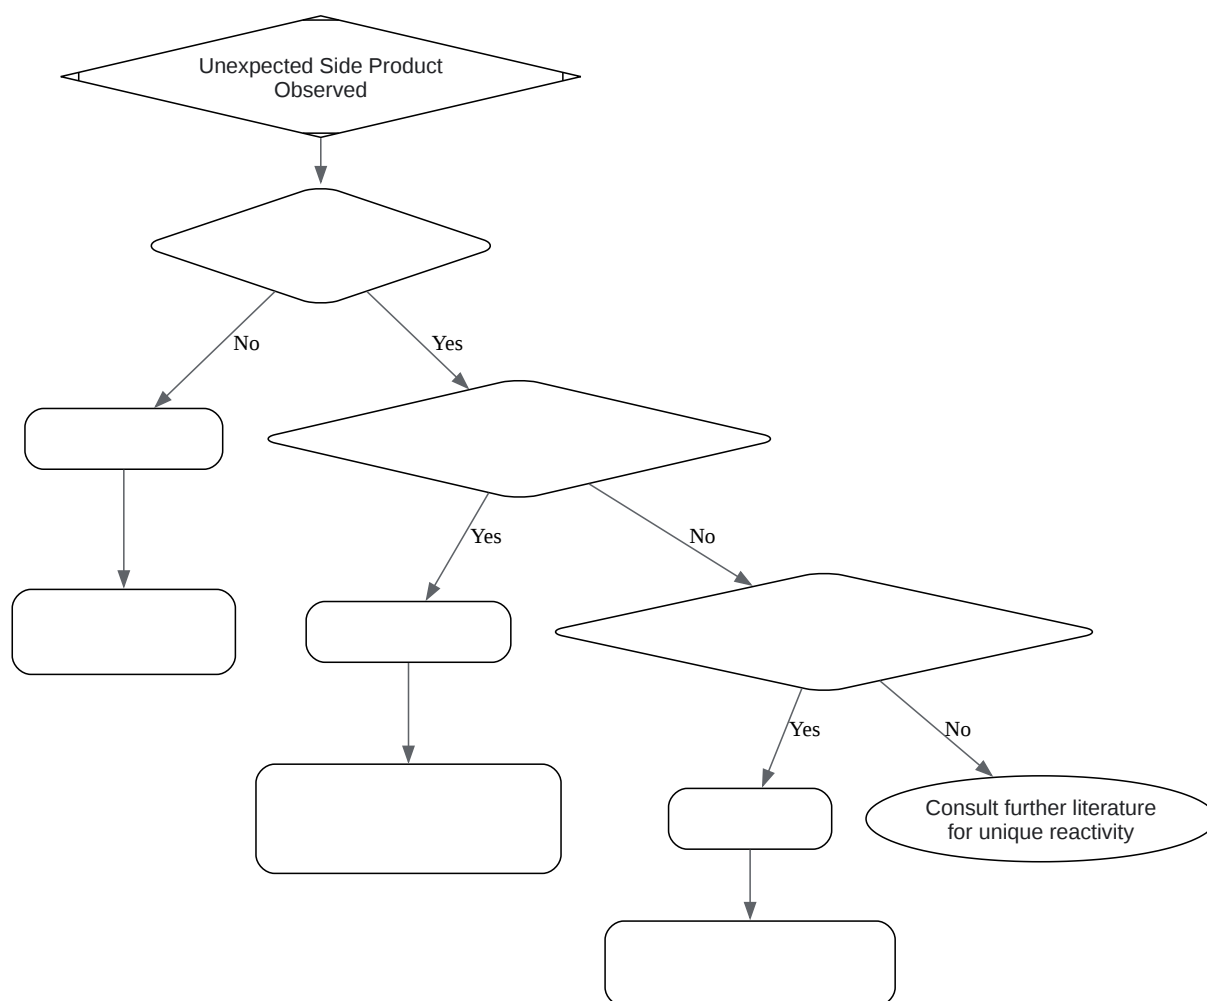 Unexpected Side Product
Observed
No
Yes
Yes
No
Yes
No
Consult further literature
for unique reactivity